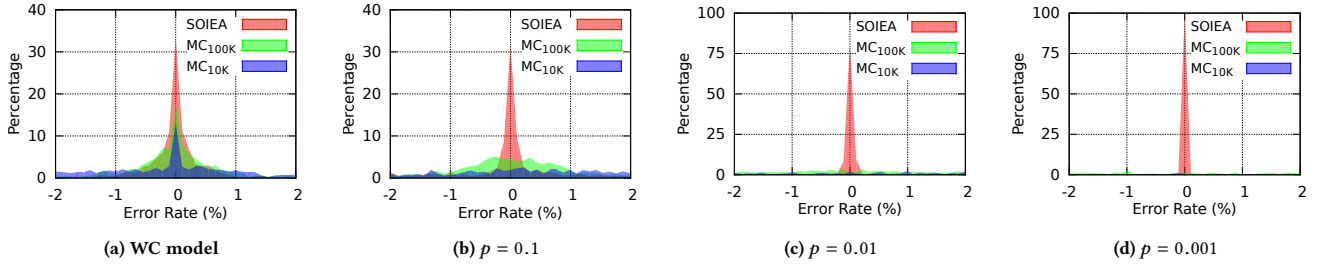 Percentage
40
30
20
10
0
-2 -1 0 1 2
Error Rate (%)
SOIEA
MC100K
MC10K
(a) WC model
Percentage
40
30
20
10
0
-2 -1 0 1 2
Error Rate (%)
SOIEA
MC100K
MC10K
(b) p = 0.1
Percentage
100
75
50
25
0
-2 -1 0 1 2
Error Rate (%)
SOIEA
MC100K
MC10K
(c) p = 0.01
Percentage
100
75
50
25
0
-2 -1 0 1 2
Error Rate (%)
SOIEA
MC100K
MC10K
(d) p = 0.001